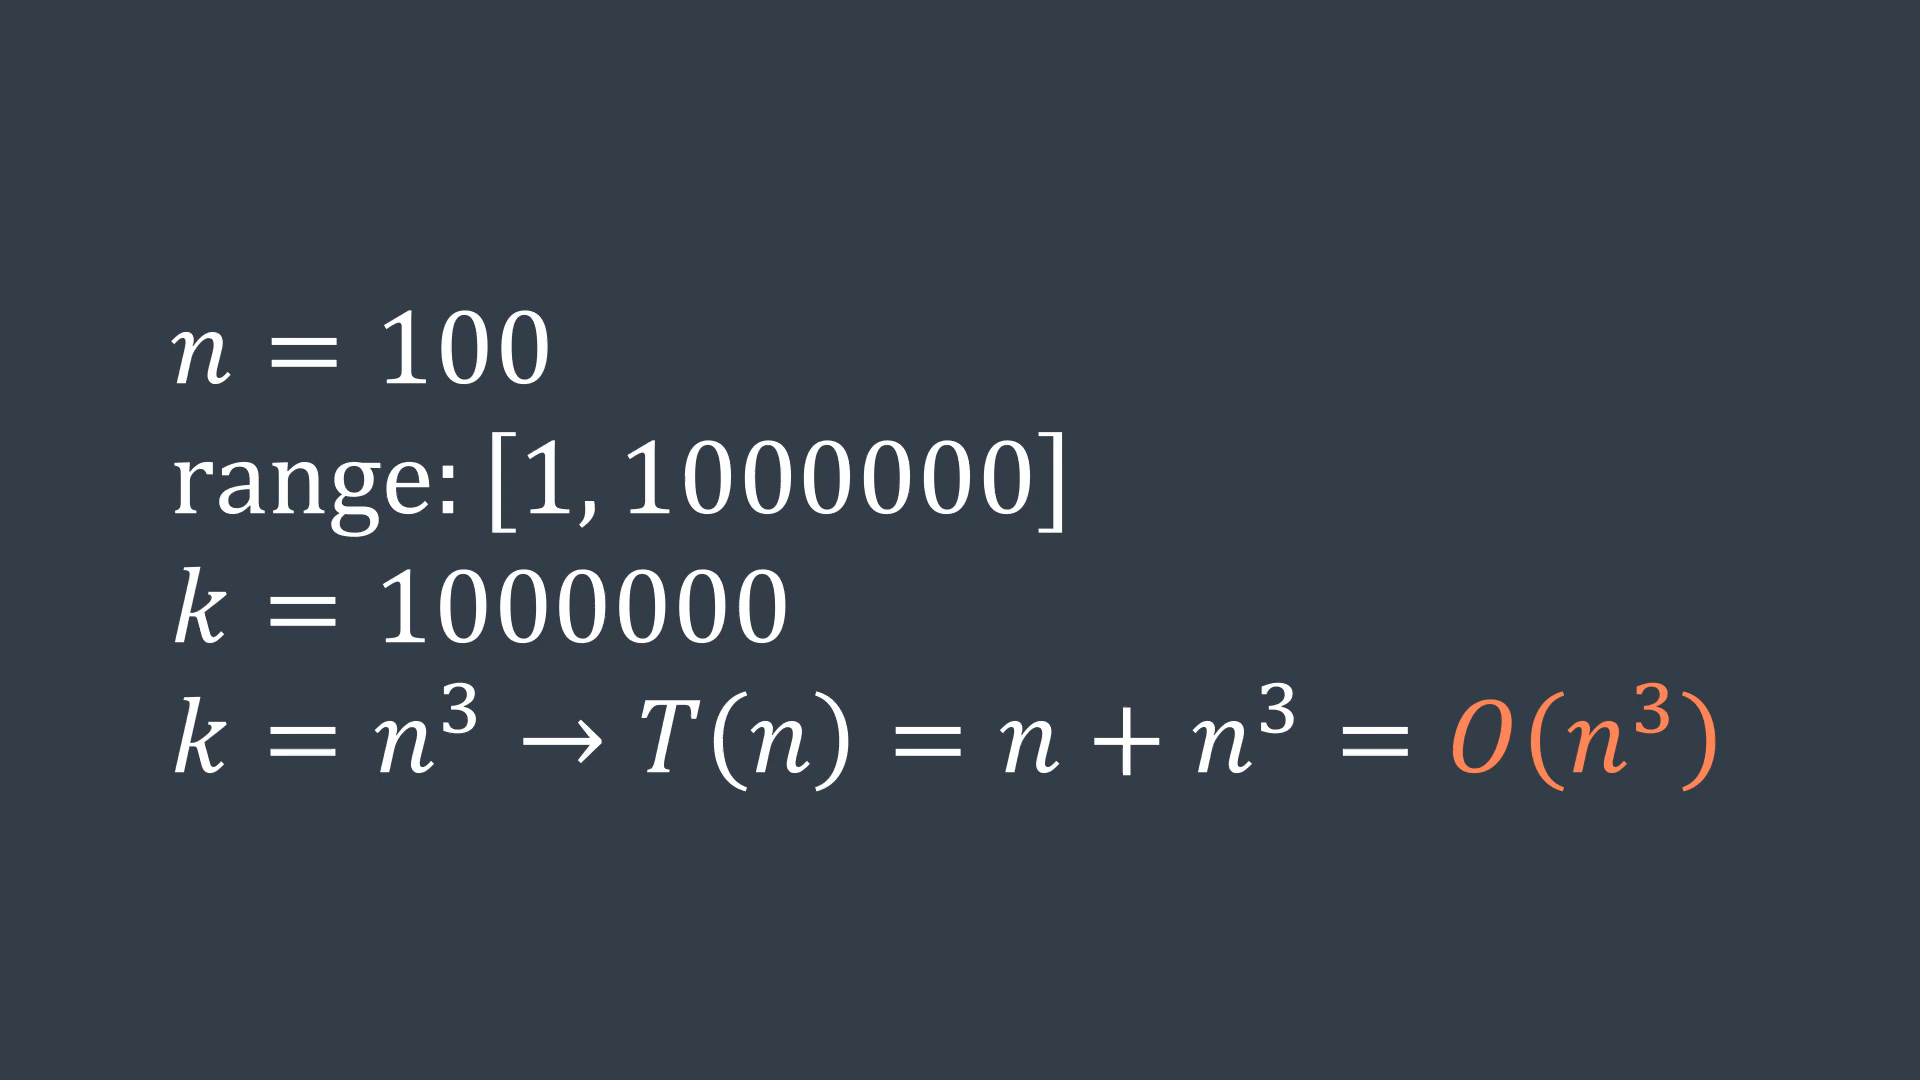 n = 100
range: [1, 1000000]
k = 1000000
k = n³ → T(n) = n + n³ = O(n³)